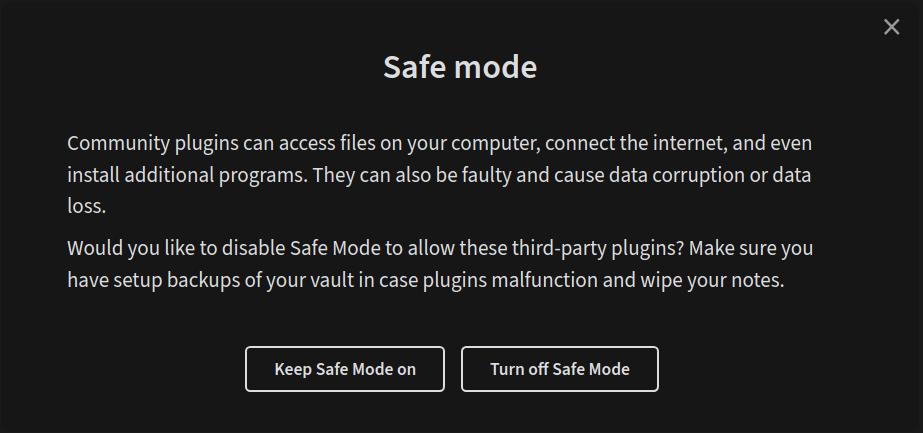 Safe mode
Community plugins can access files on your computer, connect the internet, and even
install additional programs. They can also be faulty and cause data corruption or data
loss.
Would you like to disable Safe Mode to allow these third-party plugins? Make sure you
have setup backups of your vault in case plugins malfunction and wipe your notes.
Keep Safe Mode on
Turn off Safe Mode